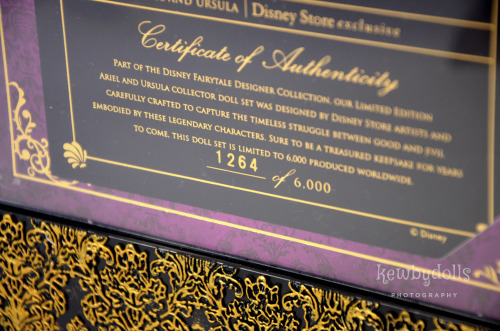 AND URSULA | Disney Store exclusive
Certificate of Authenticity
PART OF THE DISNEY FAIRYTALE DESIGNER COLLECTION, OUR LIMITED EDITION
ARIEL AND URSULA COLLECTOR DOLL SET WAS DESIGNED BY DISNEY STORE ARTISTS AND
CAREFULLY CRAFTED TO CAPTURE THE TIMELESS STRUGGLE BETWEEN GOOD AND EVIL
EMBODIED BY THESE LEGENDARY CHARACTERS. SURE TO BE A TREASURED KEEPSAKE FOR YEARS
TO COME, THIS DOLL SET IS LIMITED TO 6,000 PRODUCED WORLDWIDE.
1264 of 6,000
© Disney
kewbydolls
PHOTOGRAPHY